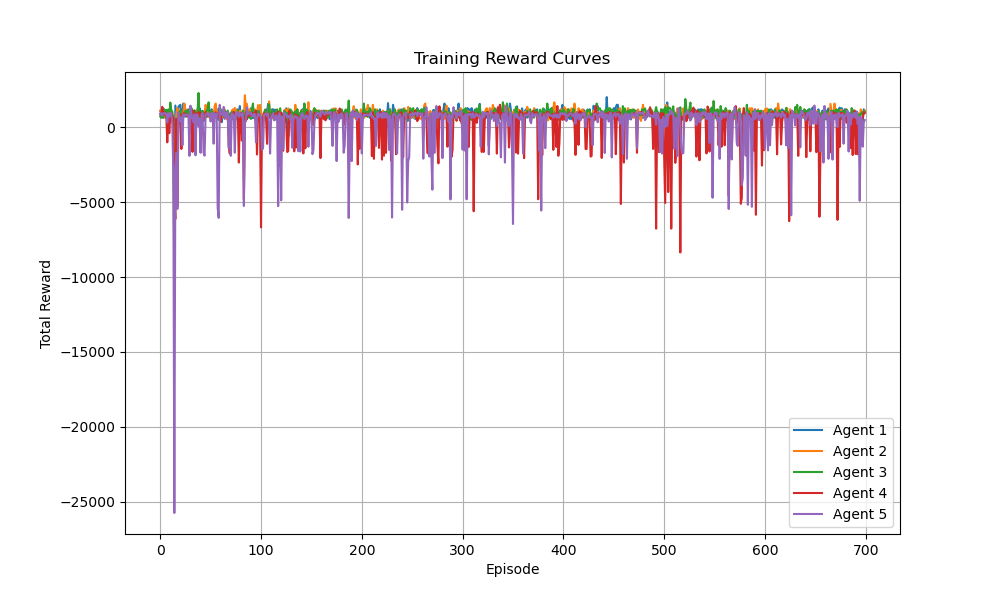 Training Reward Curves
Total Reward
0
−5000
−10000
−15000
−20000
−25000
0 100 200 300 400 500 600 700
Episode
Agent 1
Agent 2
Agent 3
Agent 4
Agent 5